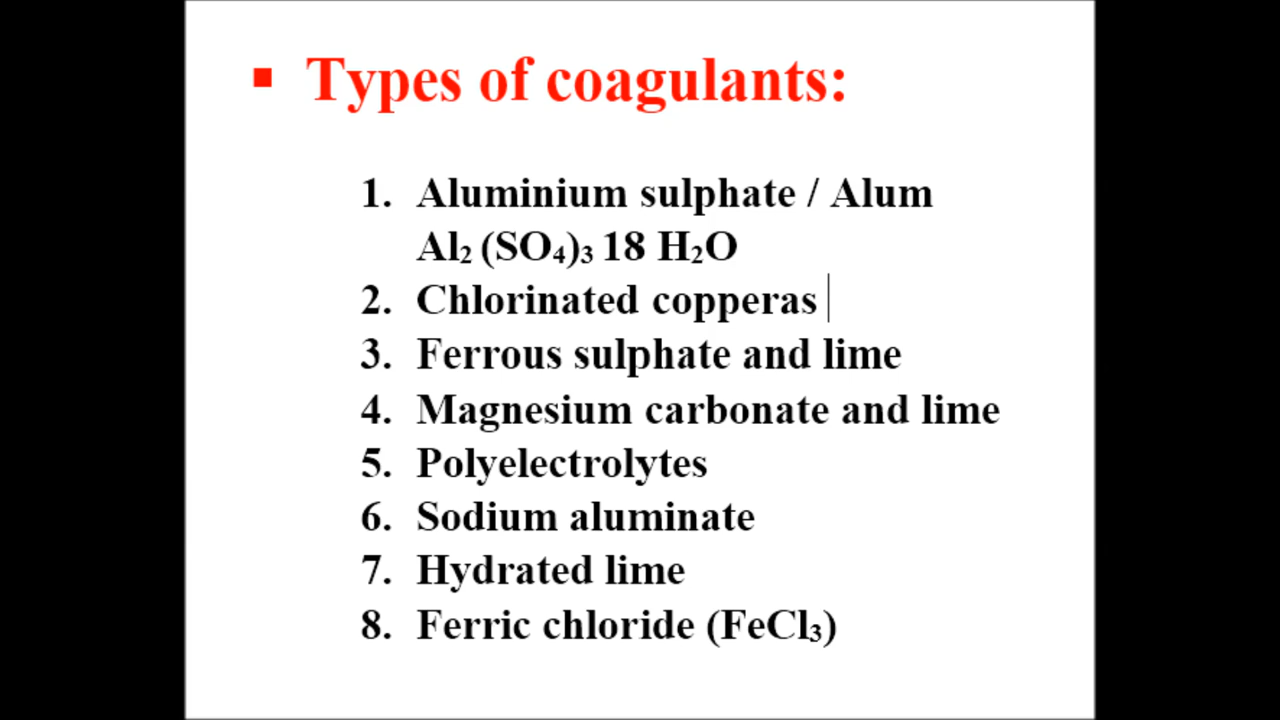 ▪ Types of coagulants:
1. Aluminium sulphate / Alum
Al₂ (SO₄)₃ 18 H₂O
2. Chlorinated copperas
3. Ferrous sulphate and lime
4. Magnesium carbonate and lime
5. Polyelectrolytes
6. Sodium aluminate
7. Hydrated lime
8. Ferric chloride (FeCl₃)